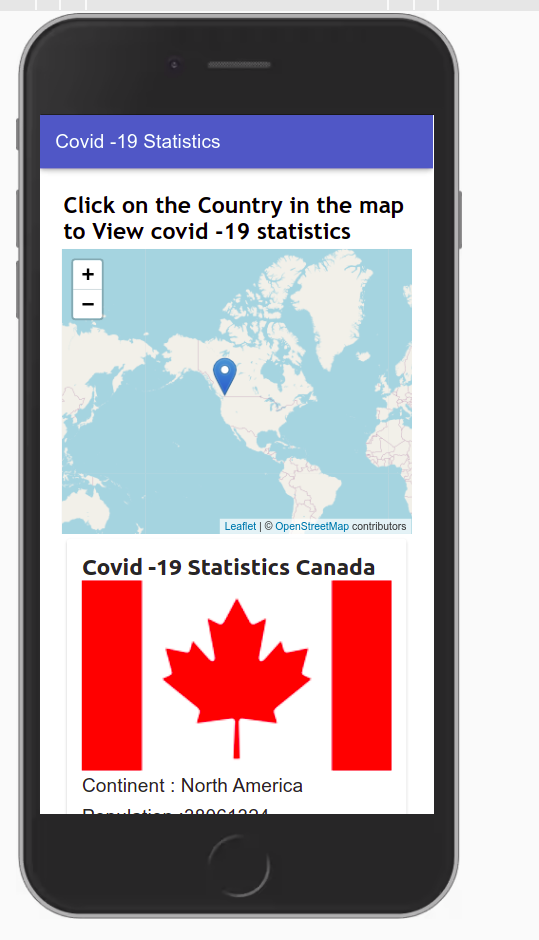 Covid -19 Statistics
Click on the Country in the map
to View covid -19 statistics
+
−
Leaflet | © OpenStreetMap contributors
Covid -19 Statistics Canada
Continent : North America